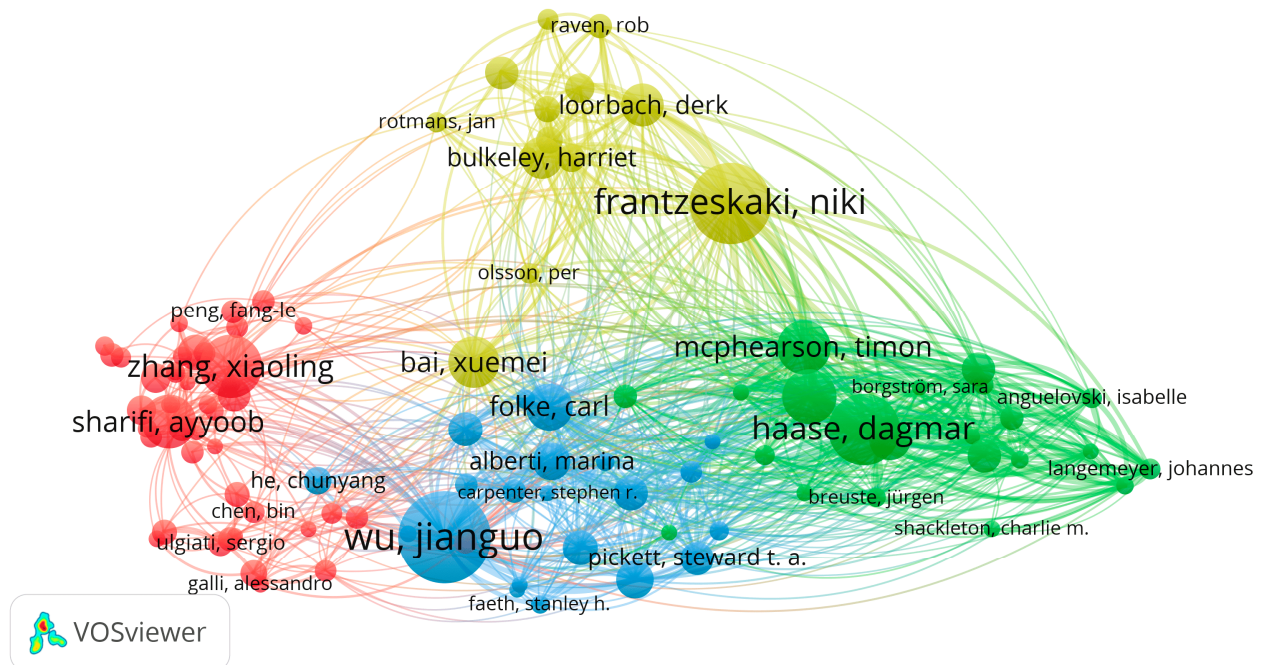 raven, rob
loorbach, derk
rotmans, jan
bulkeley, harriet
frantzeskaki, niki
olsson, per
peng, fang-le
zhang, xiaoling
bai, xuemei
mcphearson, timon
borgström, sara
anguelovski, isabelle
folke, carl
sharifi, ayyoob
haase, dagmar
alberti, marina
langemeyer, johannes
he, chunyang
carpenter, stephen r.
breuste, jürgen
chen, bin
shackleton, charlie m.
wu, jianguo
ulgiati, sergio
pickett, steward t. a.
galli, alessandro
faeth, stanley h.
VOSviewer